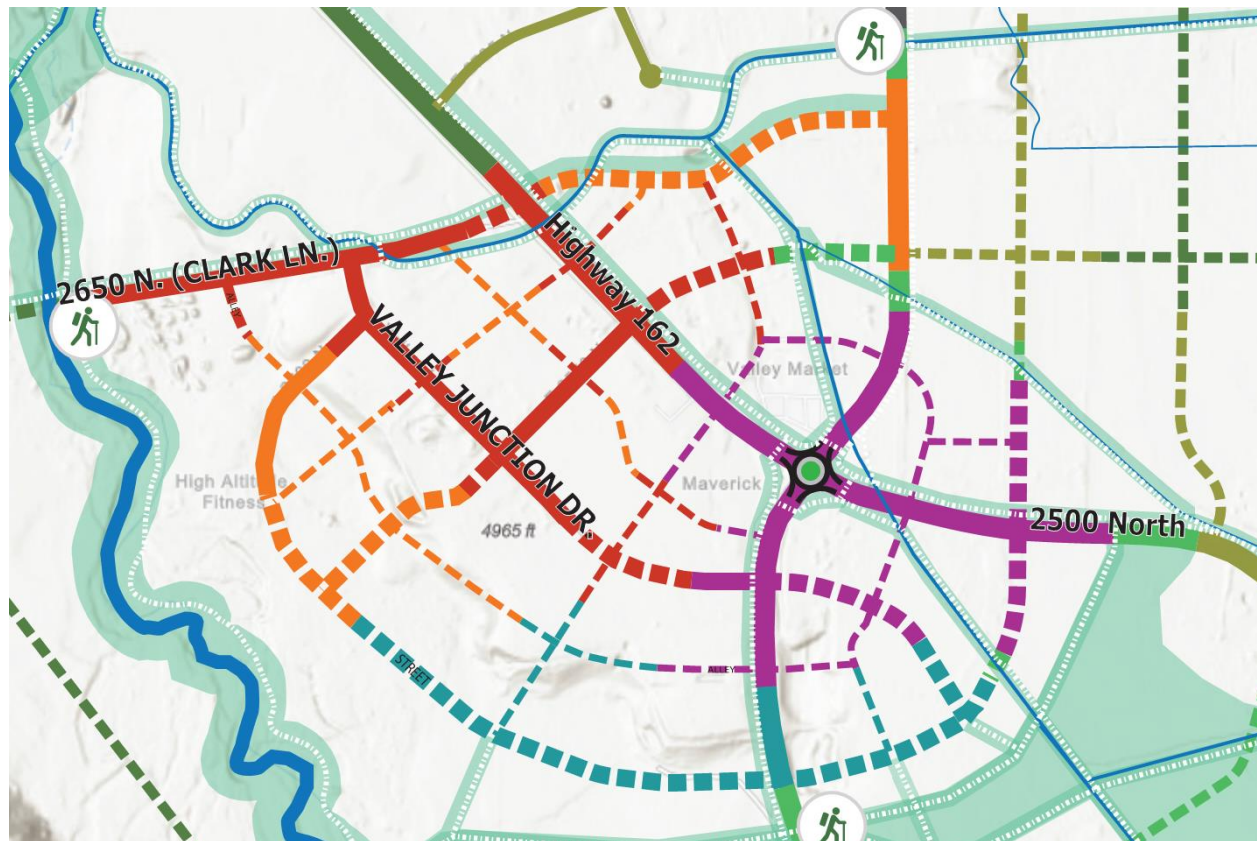 Highway 162
2650 N. (CLARK LN.)
ALLEY
VALLEY JUNCTION DR.
Valley Market
High Altitude
Fitness
Maverick
4965 ft
2500 North
STREET
ALLEY